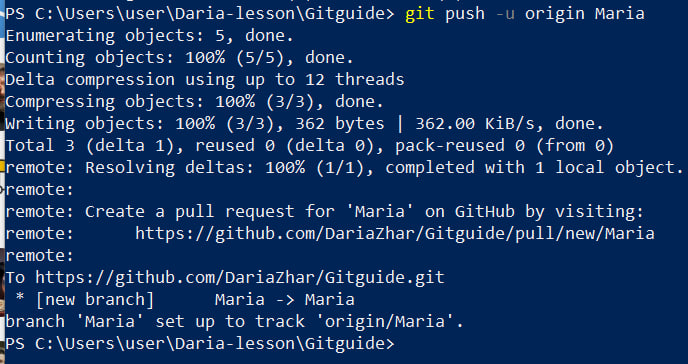 PS C:\Users\user\Daria-lesson\Gitguide> git push -u origin Maria
Enumerating objects: 5, done.
Counting objects: 100% (5/5), done.
Delta compression using up to 12 threads
Compressing objects: 100% (3/3), done.
Writing objects: 100% (3/3), 362 bytes | 362.00 KiB/s, done.
Total 3 (delta 1), reused 0 (delta 0), pack-reused 0 (from 0)
remote: Resolving deltas: 100% (1/1), completed with 1 local object.
remote:
remote: Create a pull request for 'Maria' on GitHub by visiting:
remote:      https://github.com/DariaZhar/Gitguide/pull/new/Maria
remote:
To https://github.com/DariaZhar/Gitguide.git
 * [new branch]      Maria -> Maria
branch 'Maria' set up to track 'origin/Maria'.
PS C:\Users\user\Daria-lesson\Gitguide>